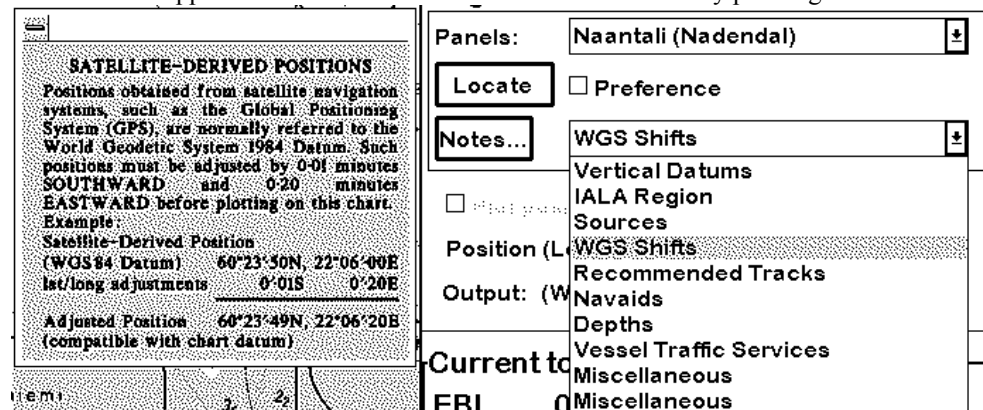 SATELLITE-DERIVED POSITIONS
Positions obtained from satellite navigation
systems, such as the Global Positioning
System (GPS), are normally referred to the
World Geodetic System 1984 Datum. Such
positions must be adjusted by 0·01 minutes
SOUTHWARD and 0·20 minutes
EASTWARD before plotting on this chart.
Example:
Satellite-Derived Position
(WGS84 Datum) 60°23'·50N, 22°06'·00E
lat/long adjustments 0'·01S 0'·20E
Adjusted Position 60°23'·49N, 22°06'·20E
(compatible with chart datum)
Panels: Naantali (Nadendal)
Locate Preference
Notes... WGS Shifts
Vertical Datums
IALA Region
Sources
Position (L WGS Shifts
Recommended Tracks
Output: (W Navaids
Depths
Vessel Traffic Services
Current to Miscellaneous
EBL 0 Miscellaneous
iemi
3
2₂